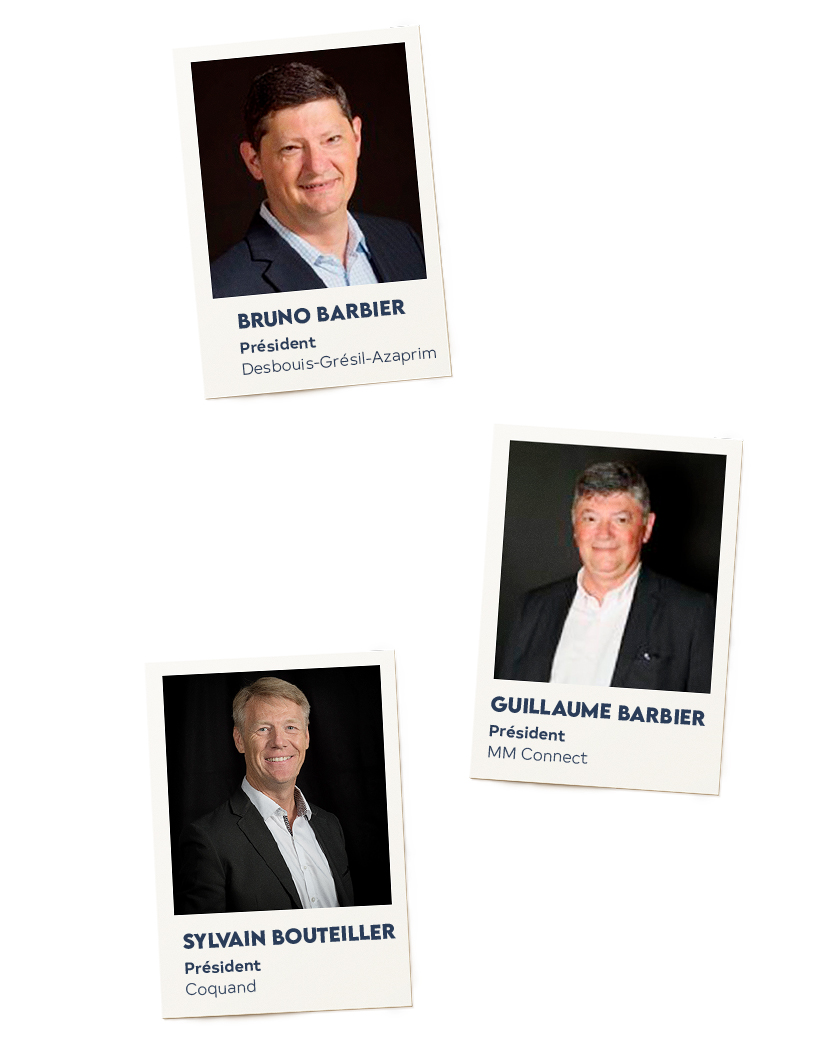 BRUNO BARBIER
Président
Desbouis-Grésil-Azaprim
GUILLAUME BARBIER
Président
MM Connect
SYLVAIN BOUTEILLER
Président
Coquand